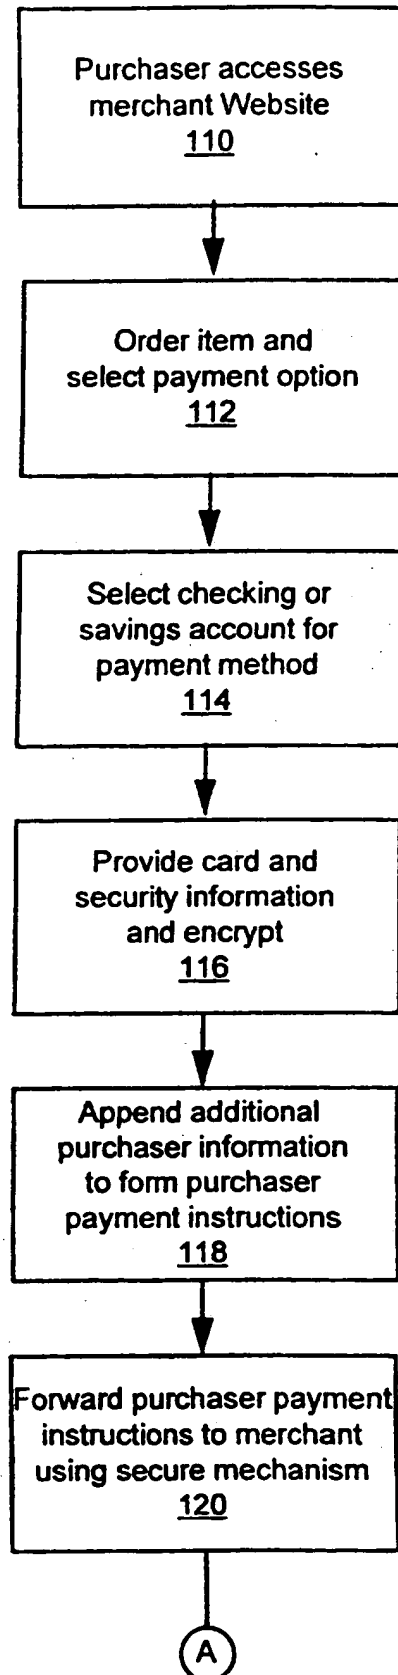 Purchaser accesses
merchant Website
110
Order item and
select payment option
112
Select checking or
savings account for
payment method
114
Provide card and
security information
and encrypt
116
Append additional
purchaser information
to form purchaser
payment instructions
118
Forward purchaser payment
instructions to merchant
using secure mechanism
120
A